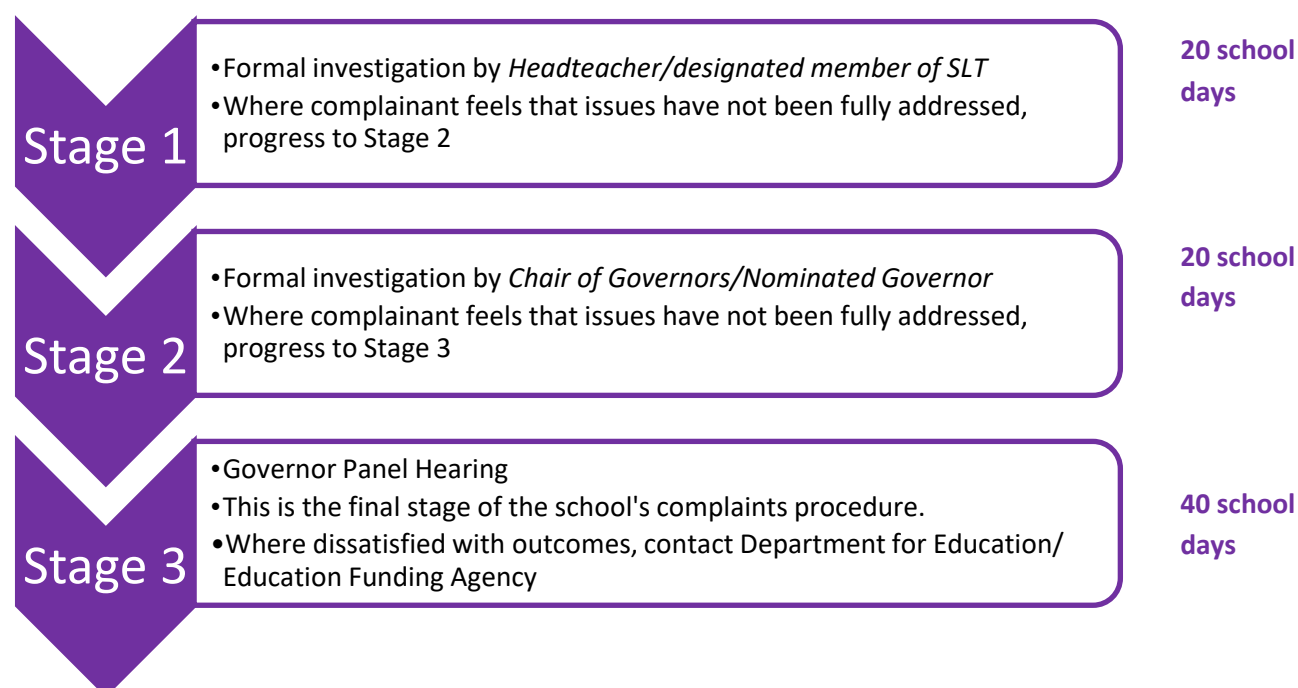 Stage 1
•Formal investigation by Headteacher/designated member of SLT
•Where complainant feels that issues have not been fully addressed,
progress to Stage 2
20 school
days
Stage 2
•Formal investigation by Chair of Governors/Nominated Governor
•Where complainant feels that issues have not been fully addressed,
progress to Stage 3
20 school
days
Stage 3
•Governor Panel Hearing
•This is the final stage of the school's complaints procedure.
•Where dissatisfied with outcomes, contact Department for Education/
Education Funding Agency
40 school
days